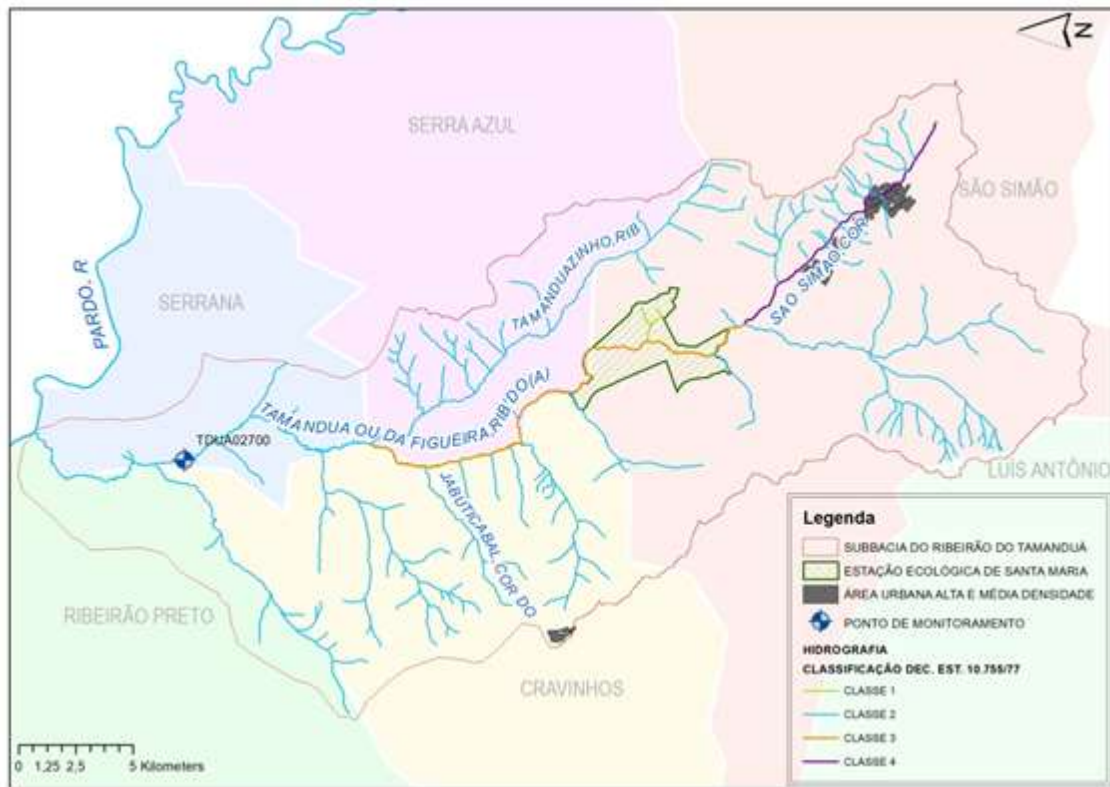 N
SERRA AZUL
SÃO SIMÃO
PARDO, R
SERRANA
TAMANDUAZINHO,RIB
SAO SIMAO,COR
TAMANDUA OU DA FIGUEIRA,RIB'DO(A)
TDUA02700
JABUTICABAL,COR DO
LUÍS ANTÔNIO
RIBEIRÃO PRETO
CRAVINHOS
Legenda
SUBBACIA DO RIBEIRÃO DO TAMANDUÁ
ESTAÇÃO ECOLÓGICA DE SANTA MARIA
ÁREA URBANA ALTA E MÉDIA DENSIDADE
PONTO DE MONITORAMENTO
HIDROGRAFIA
CLASSIFICAÇÃO DEC. EST. 10.755/77
CLASSE 1
CLASSE 2
CLASSE 3
CLASSE 4
0 1,25 2,5 5 Kilometers